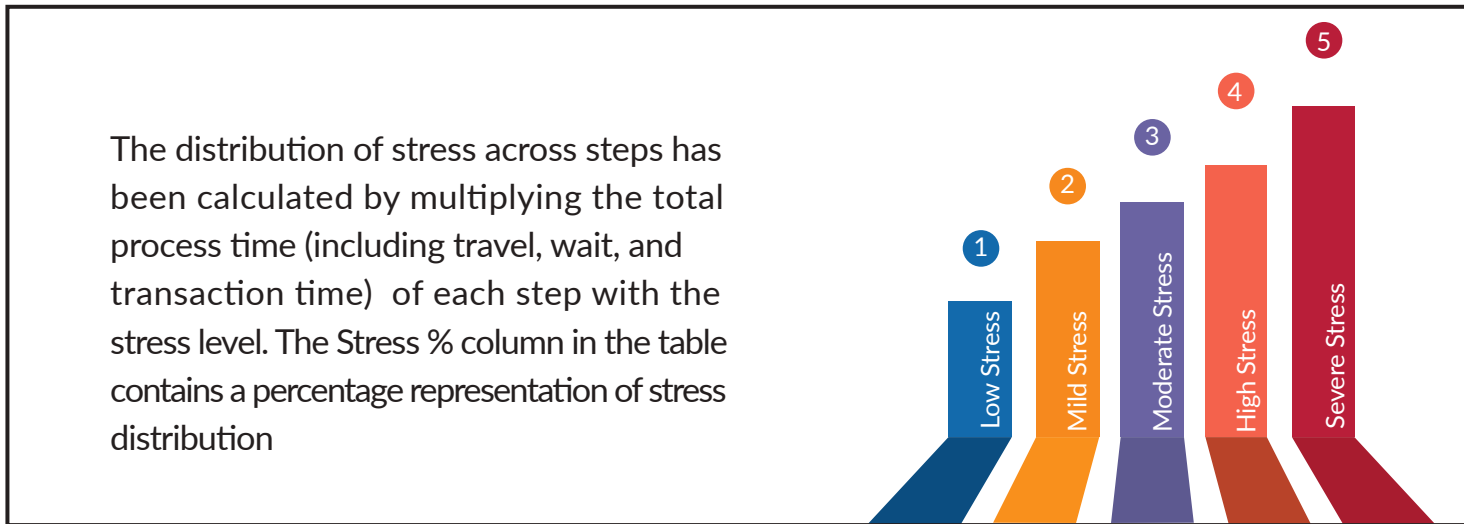 The distribution of stress across steps has
been calculated by multiplying the total
process time (including travel, wait, and
transaction time) of each step with the
stress level. The Stress % column in the table
contains a percentage representation of stress
distribution
1
Low Stress
2
Mild Stress
3
Moderate Stress
4
High Stress
5
Severe Stress